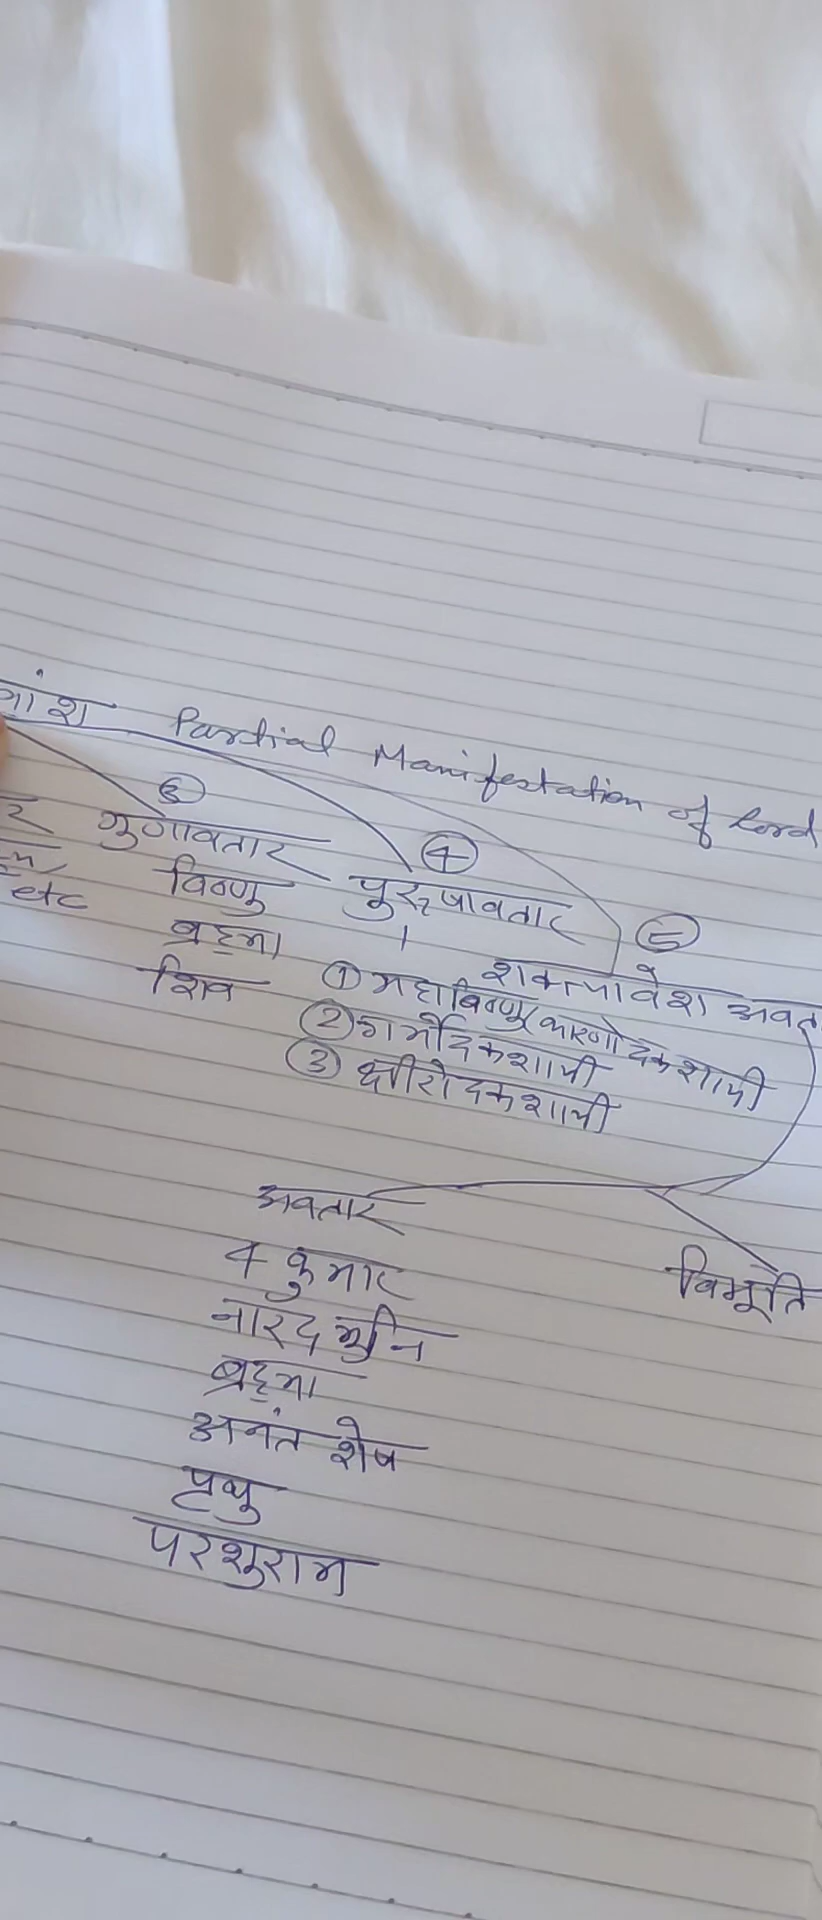 Partial Manifestation of Lord
③
गुणावतार
विष्णु
ब्रह्मा
शिव
etc
④
पुरूषावतार
① महाविष्णु (कारणोदकशायी
② गर्भोदकशायी
③ क्षीरोदकशायी
⑤
शक्त्यावेश
अवतार
4 कुमार
नारद मुनि
ब्रह्मा
अनंत शेष
पृथु
परशुराम
विभूति